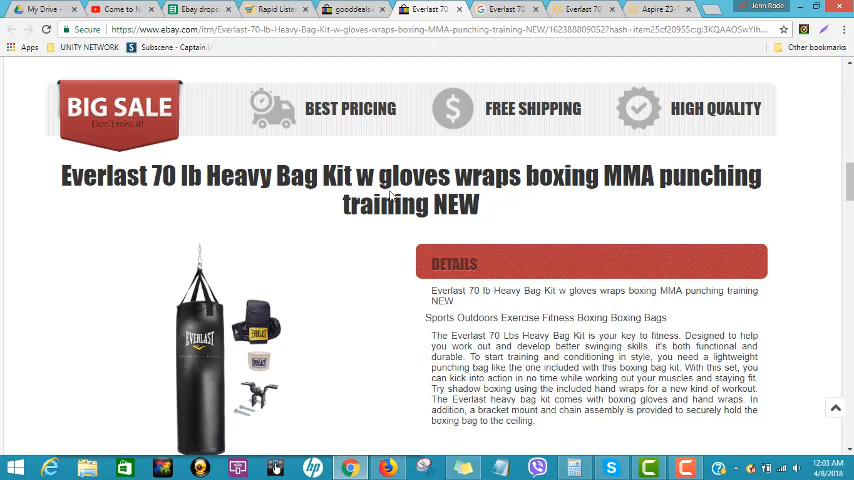 My Drive -
Come to N
Ebay drops
Rapid Listen
gooddeals4
Everlast 70
Everlast 70
Everlast 70
Aspire Z3-7
Jenn Rode
Secure
https://www.ebay.com/itm/Everlast-70-lb-Heavy-Bag-Kit-w-gloves-wraps-boxing-MMA-punching-training-NEW/162388809052?hash=item25cf20955c:g:3KQAAOSwYhl...
Apps
UNITY NETWORK
Subscene - Captain...
Other bookmarks
BIG SALE
Don't miss it!
BEST PRICING
FREE SHIPPING
HIGH QUALITY
Everlast 70 lb Heavy Bag Kit w gloves wraps boxing MMA punching
training NEW
EVERLAST
EVERLAST
DETAILS
Everlast 70 lb Heavy Bag Kit w gloves wraps boxing MMA punching training
NEW
Sports Outdoors Exercise Fitness Boxing Boxing Bags
The Everlast 70 Lbs Heavy Bag Kit is your key to fitness. Designed to help
you work out and develop better swinging skills, it's both functional and
durable. To start training and conditioning in style, you need a lightweight
punching bag like the one included with this boxing bag kit. With this set, you
can kick into action in no time while working out your muscles and staying fit.
Try shadow boxing using the included hand wraps for a new kind of workout.
The Everlast heavy bag kit comes with boxing gloves and hand wraps. In
addition, a bracket mount and chain assembly is provided to securely hold the
boxing bag to the ceiling.
12:03 AM
4/8/2018